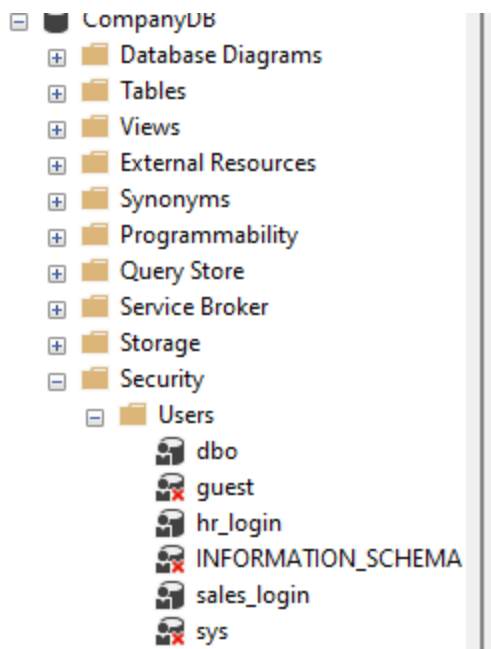 CompanyDB
Database Diagrams
Tables
Views
External Resources
Synonyms
Programmability
Query Store
Service Broker
Storage
Security
Users
dbo
guest
hr_login
INFORMATION_SCHEMA
sales_login
sys